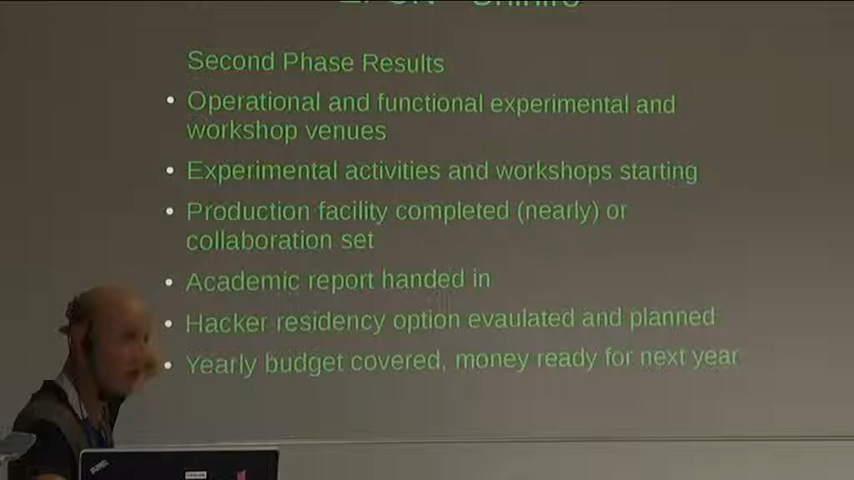 Second Phase Results
Operational and functional experimental and
workshop venues
Experimental activities and workshops starting
Production facility completed (nearly) or
collaboration set
Academic report handed in
Hacker residency option evaulated and planned
Yearly budget covered, money ready for next year